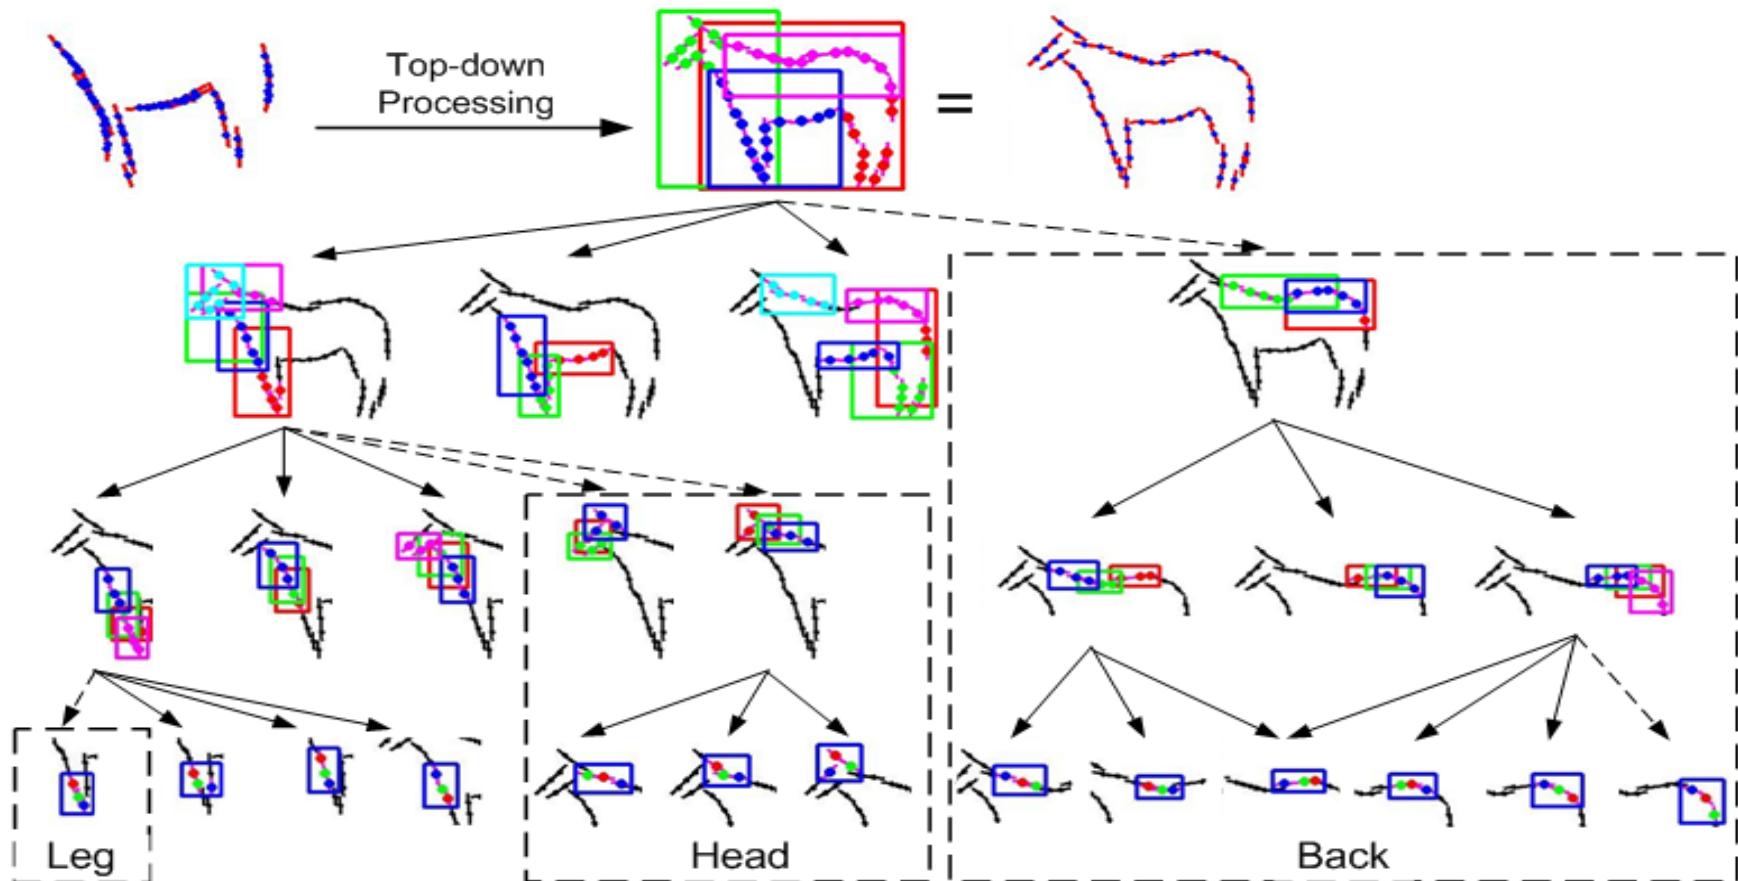 Top-down
Processing
=
Leg
Head
Back